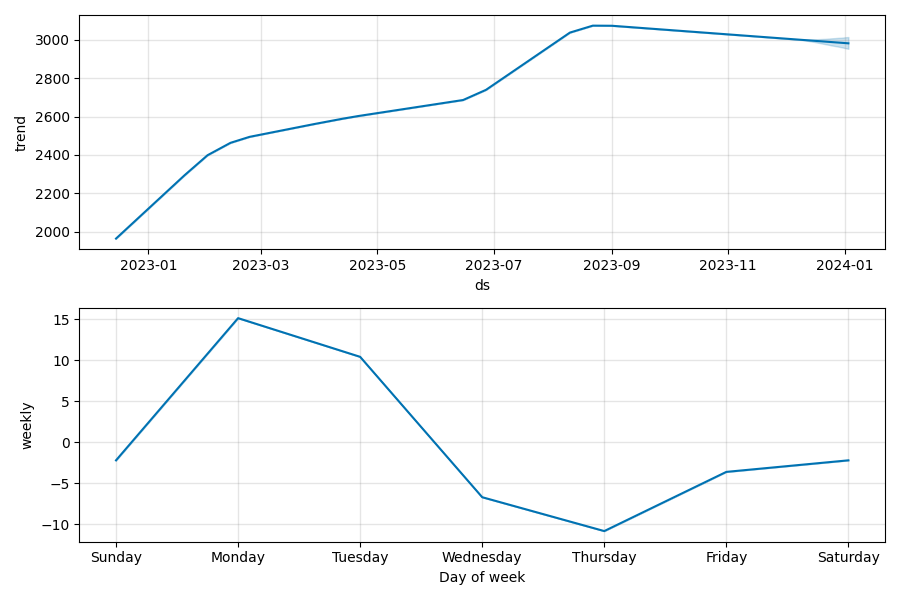 3000
2800
2600
2400
2200
2000
trend
2023-01 2023-03 2023-05 2023-07 2023-09 2023-11 2024-01
ds
15
10
5
0
−5
−10
weekly
Sunday Monday Tuesday Wednesday Thursday Friday Saturday
Day of week